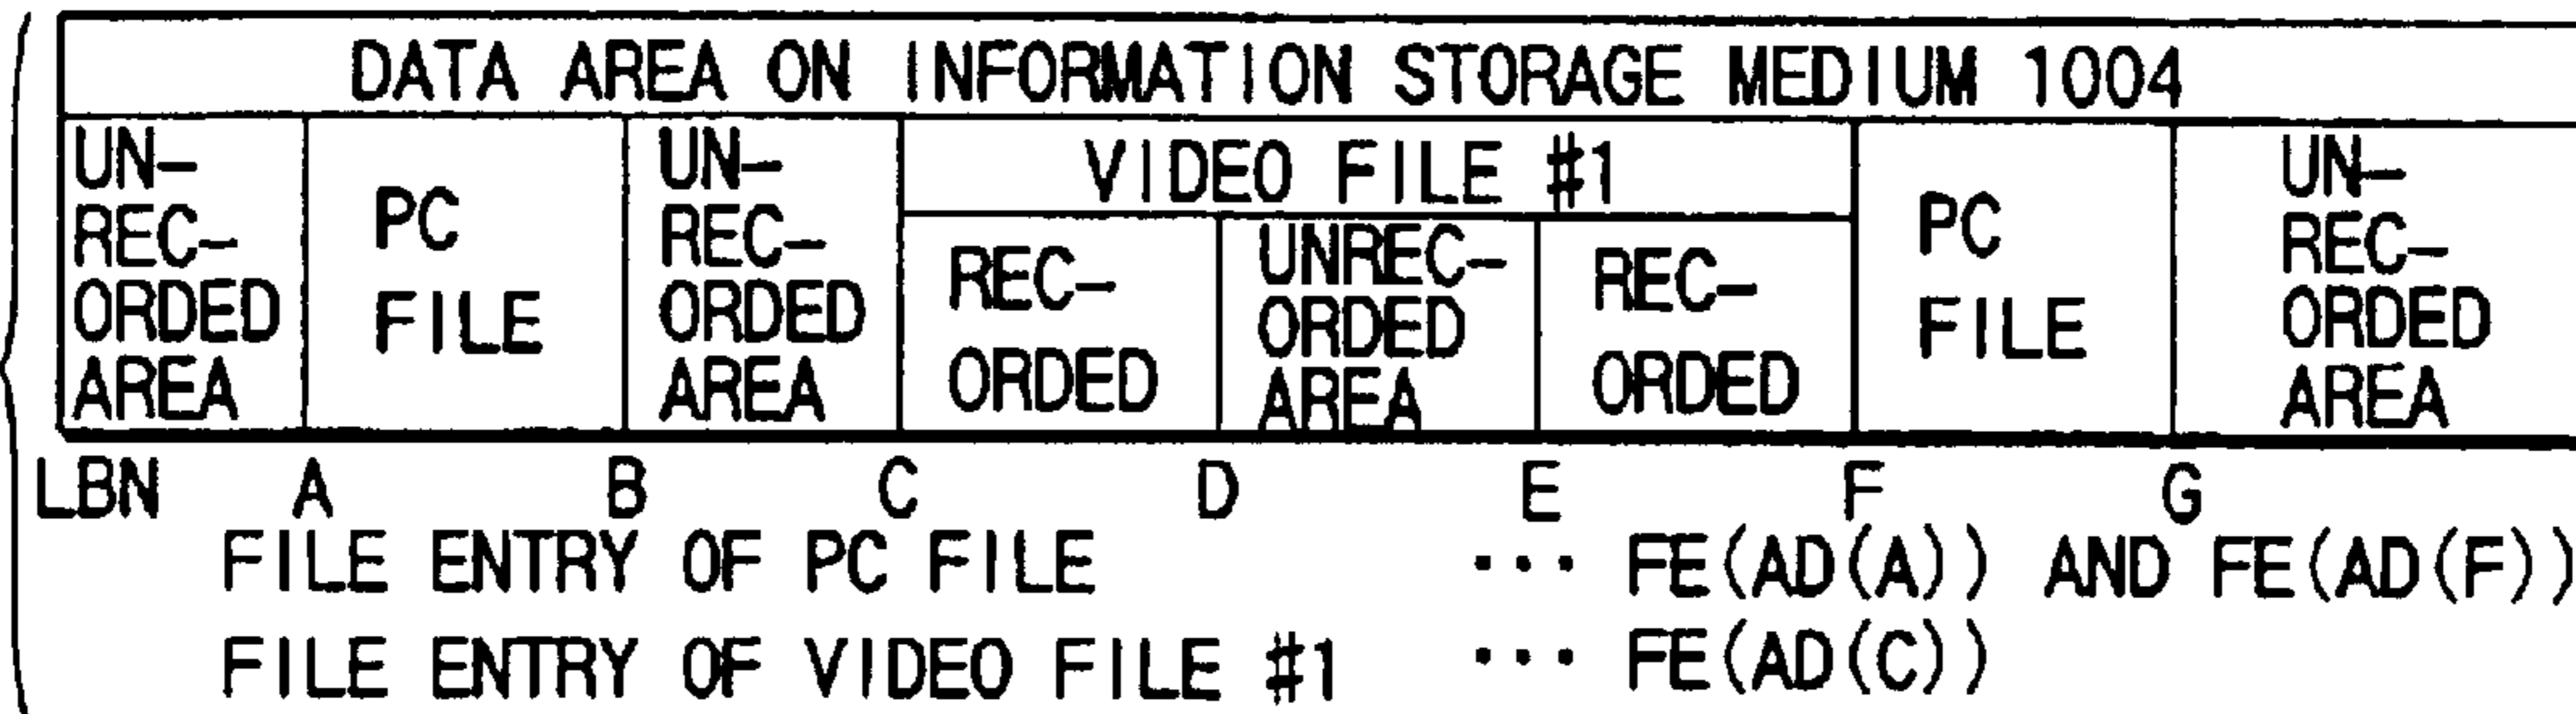 DATA AREA ON INFORMATION STORAGE MEDIUM 1004
UN-
REC-
ORDED
AREA
PC
FILE
UN-
REC-
ORDED
AREA
VIDEO FILE #1
REC-
ORDED
UNREC-
ORDED
AREA
REC-
ORDED
PC
FILE
UN-
REC-
ORDED
AREA
LBN A B C D E F G
FILE ENTRY OF PC FILE ... FE(AD(A)) AND FE(AD(F))
FILE ENTRY OF VIDEO FILE #1 ... FE(AD(C))